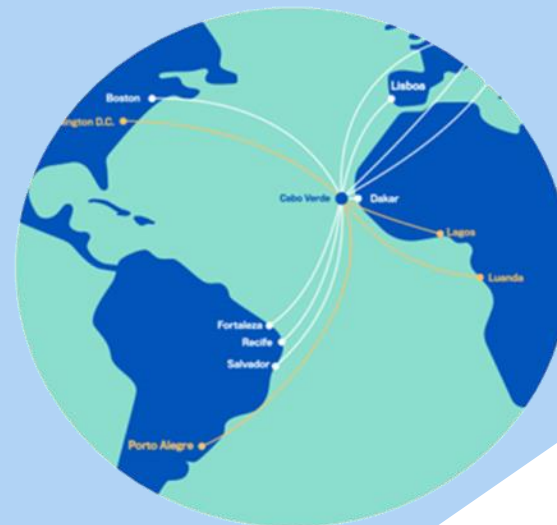 Lisboa
Boston
ington D.C.
Cabo Verde
Dakar
Lagos
Luanda
Fortaleza
Recife
Salvador
Porto Alegre